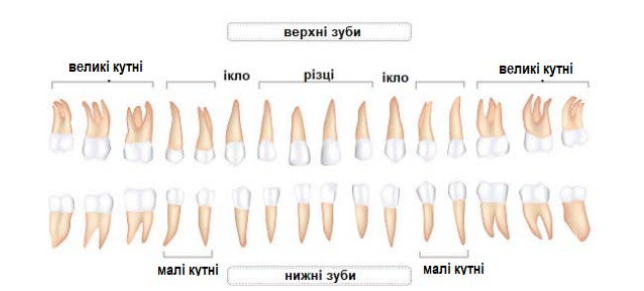 верхні зуби
великі кутні
ікло
різці
ікло
великі кутні
малі кутні
нижні зуби
малі кутні